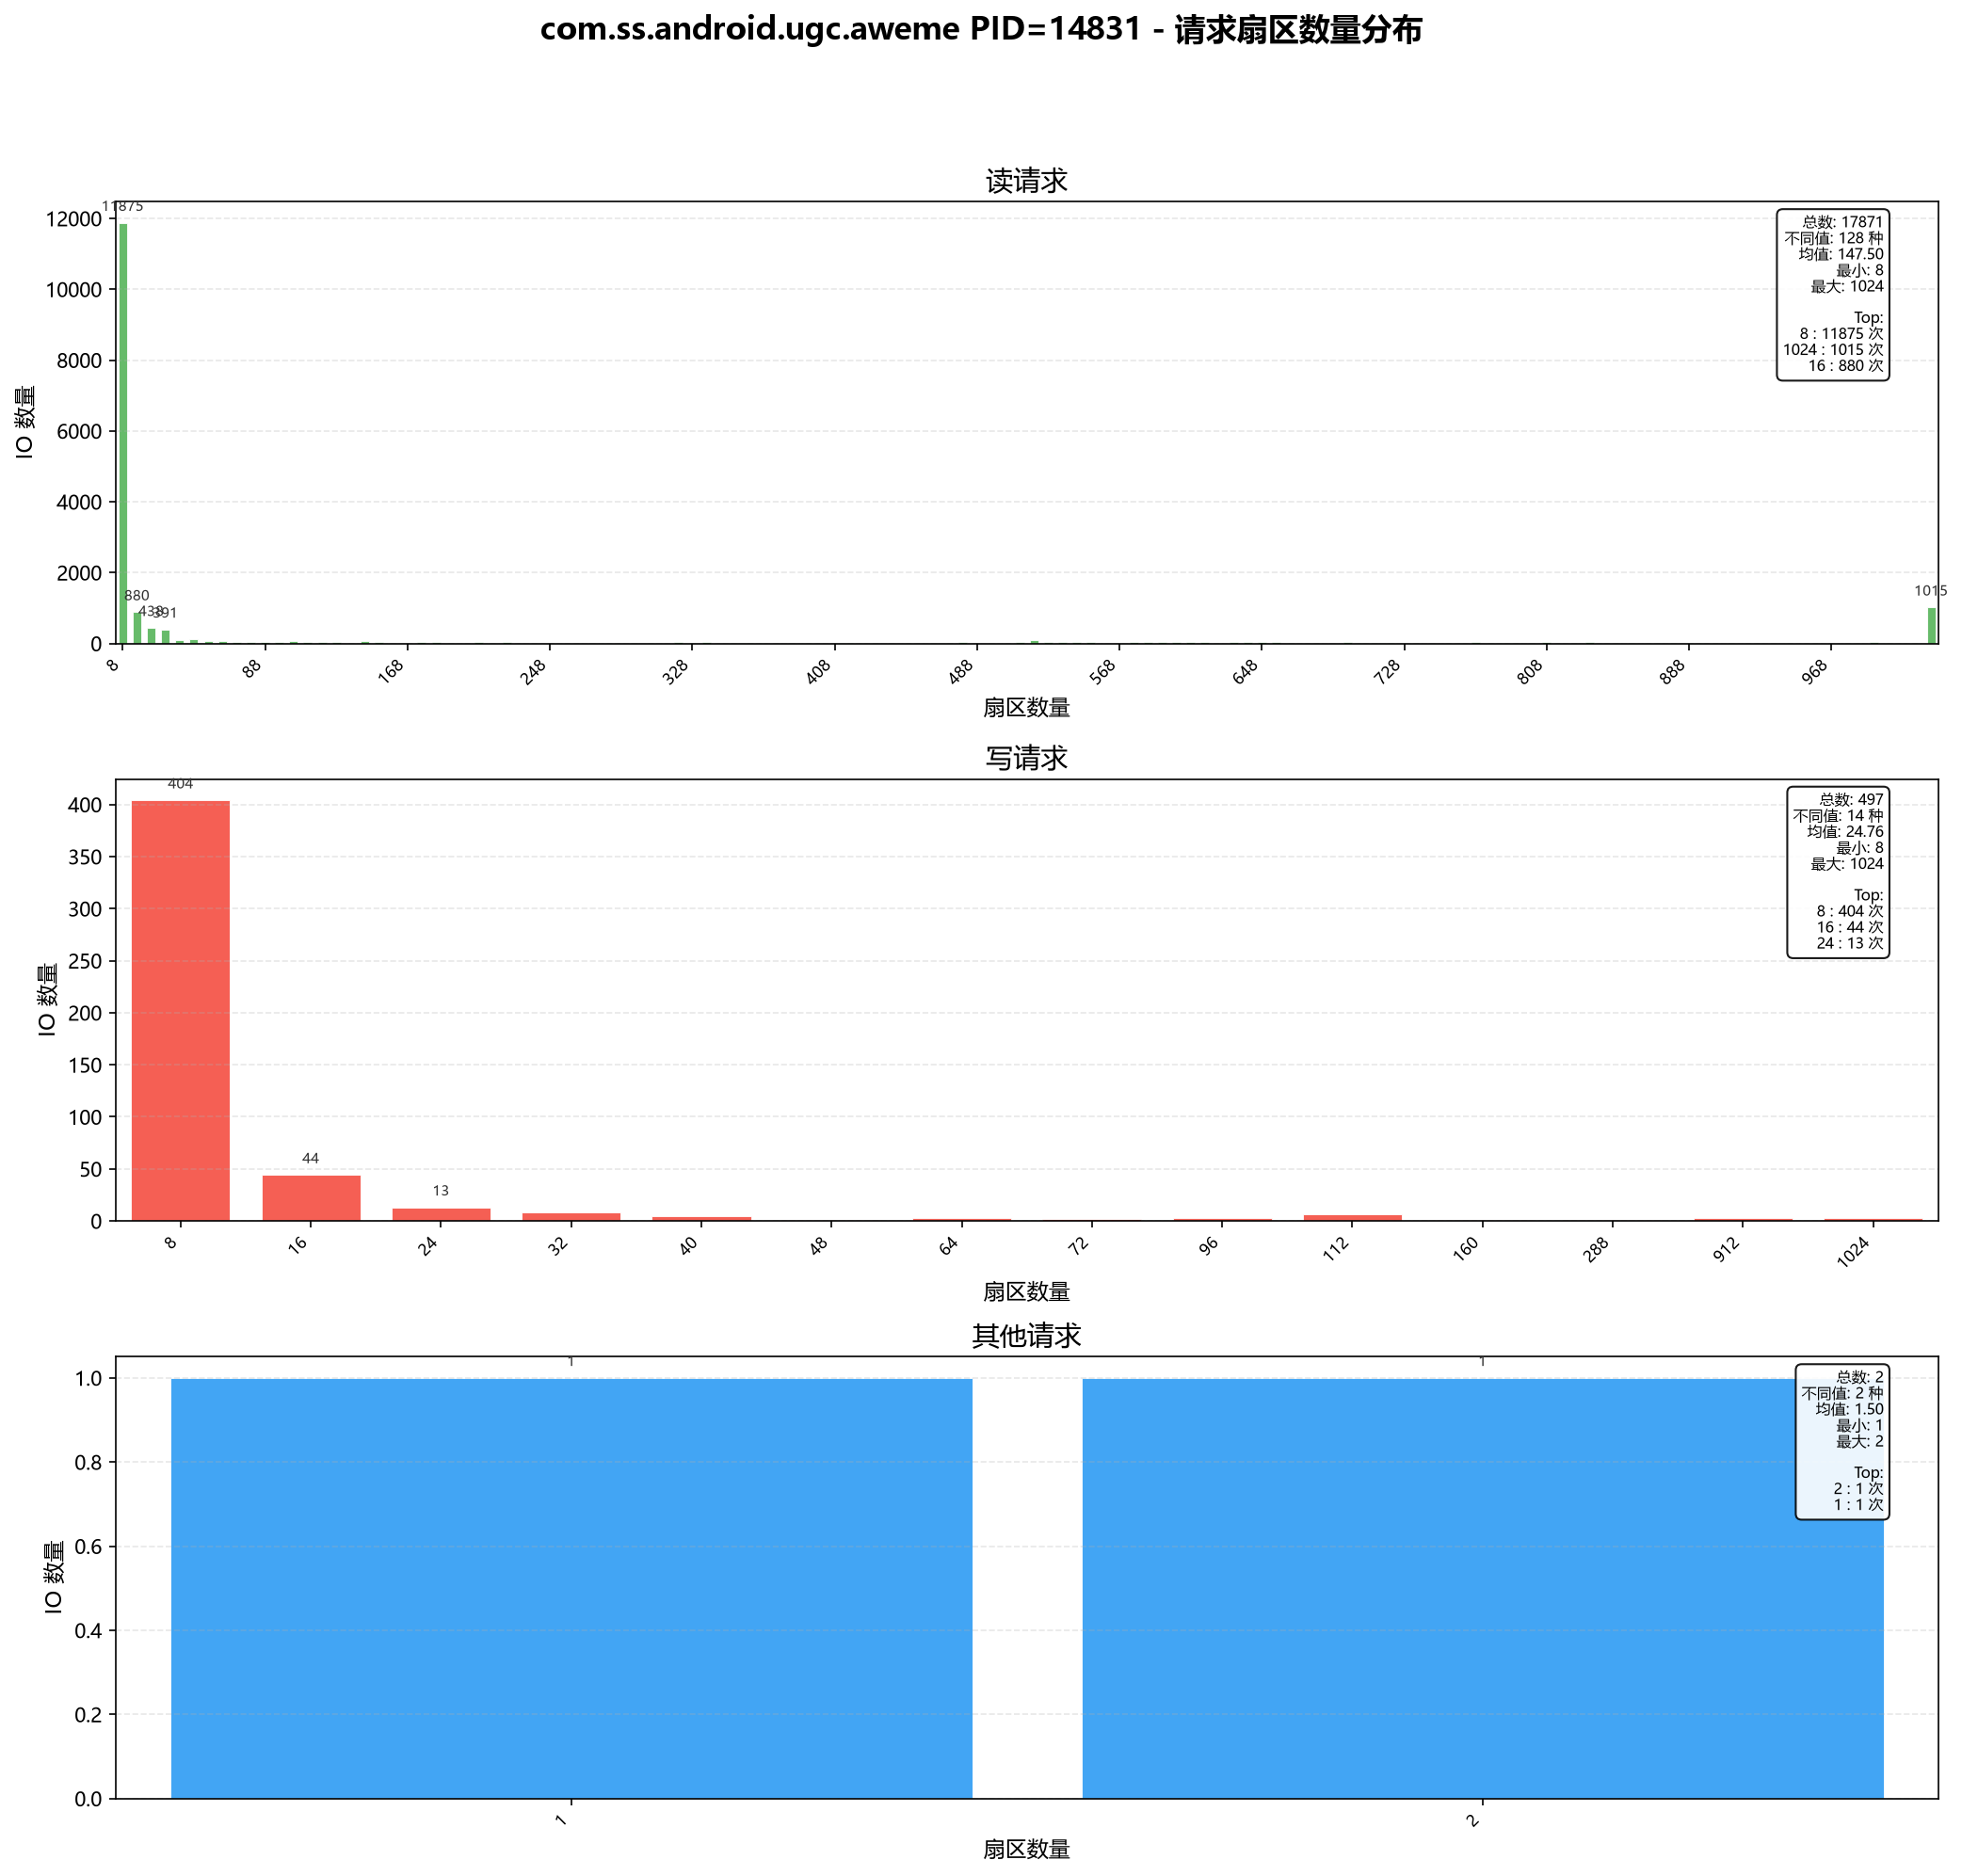 com.ss.android.ugc.aweme PID=14831 - 请求扇区数量分布
读请求
IO 数量
12000
10000
8000
6000
4000
2000
0
11875
880
438
391
1015
总数: 17871
不同值: 128 种
均值: 147.50
最小: 8
最大: 1024
Top:
8 : 11875 次
1024 : 1015 次
16 : 880 次
8 88 168 248 328 408 488 568 648 728 808 888 968
扇区数量
写请求
IO 数量
400
350
300
250
200
150
100
50
0
404
44
13
总数: 497
不同值: 14 种
均值: 24.76
最小: 8
最大: 1024
Top:
8 : 404 次
16 : 44 次
24 : 13 次
8 16 24 32 40 48 64 72 96 112 160 288 912 1024
扇区数量
其他请求
IO 数量
1.0
0.8
0.6
0.4
0.2
0.0
总数: 2
不同值: 2 种
均值: 1.50
最小: 1
最大: 2
Top:
2 : 1 次
1 : 1 次
1 2
扇区数量